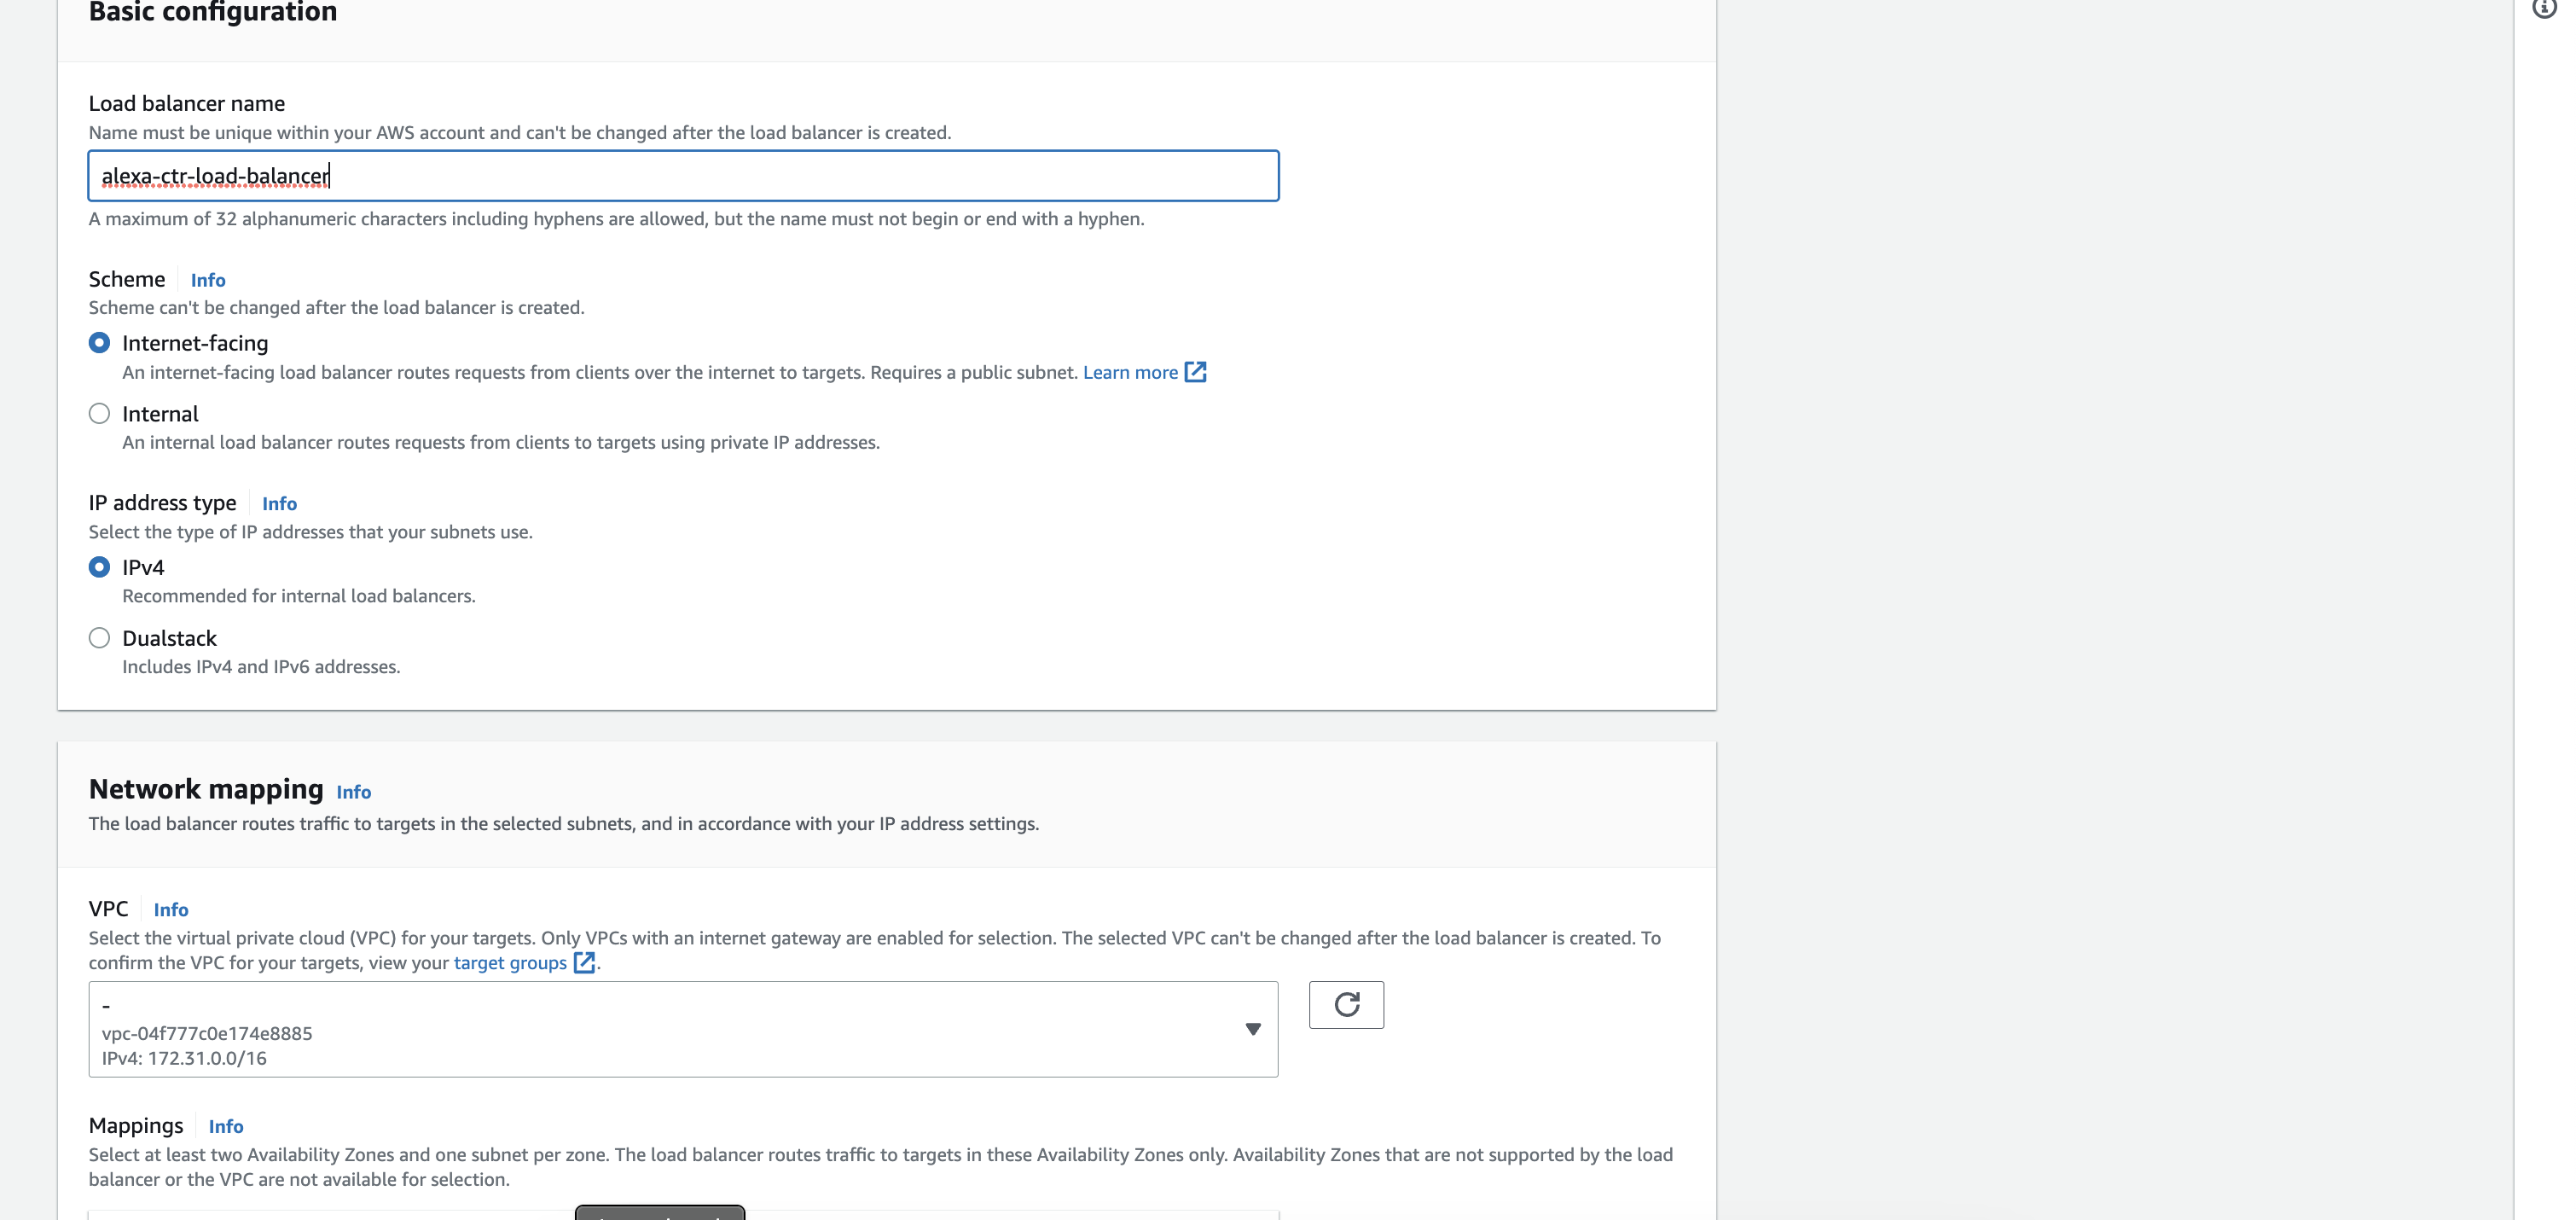 Basic configuration
Load balancer name
Name must be unique within your AWS account and can't be changed after the load balancer is created.
alexa-ctr-load-balancer
A maximum of 32 alphanumeric characters including hyphens are allowed, but the name must not begin or end with a hyphen.
Scheme Info
Scheme can't be changed after the load balancer is created.
Internet-facing
An internet-facing load balancer routes requests from clients over the internet to targets. Requires a public subnet. Learn more
Internal
An internal load balancer routes requests from clients to targets using private IP addresses.
IP address type Info
Select the type of IP addresses that your subnets use.
IPv4
Recommended for internal load balancers.
Dualstack
Includes IPv4 and IPv6 addresses.
Network mapping Info
The load balancer routes traffic to targets in the selected subnets, and in accordance with your IP address settings.
VPC Info
Select the virtual private cloud (VPC) for your targets. Only VPCs with an internet gateway are enabled for selection. The selected VPC can't be changed after the load balancer is created. To
confirm the VPC for your targets, view your target groups.
-
vpc-04f777c0e174e8885
IPv4: 172.31.0.0/16
Mappings Info
Select at least two Availability Zones and one subnet per zone. The load balancer routes traffic to targets in these Availability Zones only. Availability Zones that are not supported by the load
balancer or the VPC are not available for selection.